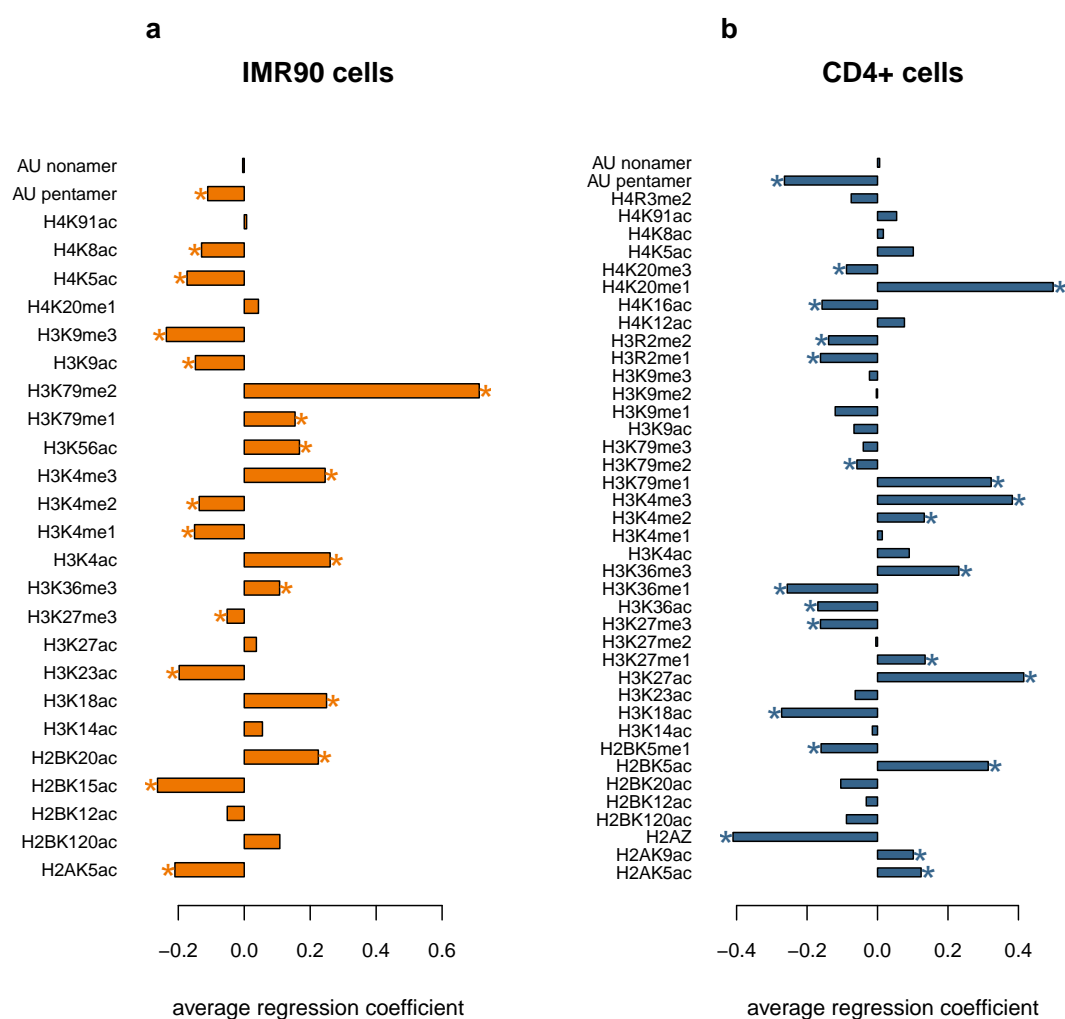 a
IMR90 cells
AU nonamer
AU pentamer
H4K91ac
H4K8ac
H4K5ac
H4K20me1
H3K9me3
H3K9ac
H3K79me2
H3K79me1
H3K56ac
H3K4me3
H3K4me2
H3K4me1
H3K4ac
H3K36me3
H3K27me3
H3K27ac
H3K23ac
H3K18ac
H3K14ac
H2BK20ac
H2BK15ac
H2BK12ac
H2BK120ac
H2AK5ac
−0.2 0.0 0.2 0.4 0.6
average regression coefficient
b
CD4+ cells
AU nonamer
AU pentamer
H4R3me2
H4K91ac
H4K8ac
H4K5ac
H4K20me3
H4K20me1
H4K16ac
H4K12ac
H3R2me2
H3R2me1
H3K9me3
H3K9me2
H3K9me1
H3K9ac
H3K79me3
H3K79me2
H3K79me1
H3K4me3
H3K4me2
H3K4me1
H3K4ac
H3K36me3
H3K36me1
H3K36ac
H3K27me3
H3K27me2
H3K27me1
H3K27ac
H3K23ac
H3K18ac
H3K14ac
H2BK5me1
H2BK5ac
H2BK20ac
H2BK12ac
H2BK120ac
H2AZ
H2AK9ac
H2AK5ac
−0.4 −0.2 0.0 0.2 0.4
average regression coefficient